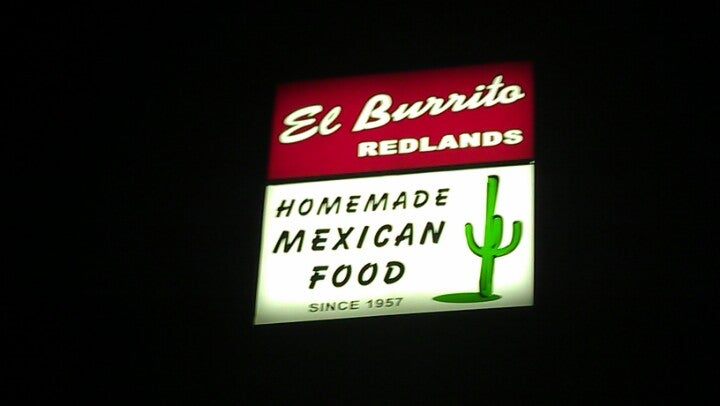 El Burrito
REDLANDS
HOMEMADE
MEXICAN
FOOD
SINCE 1957